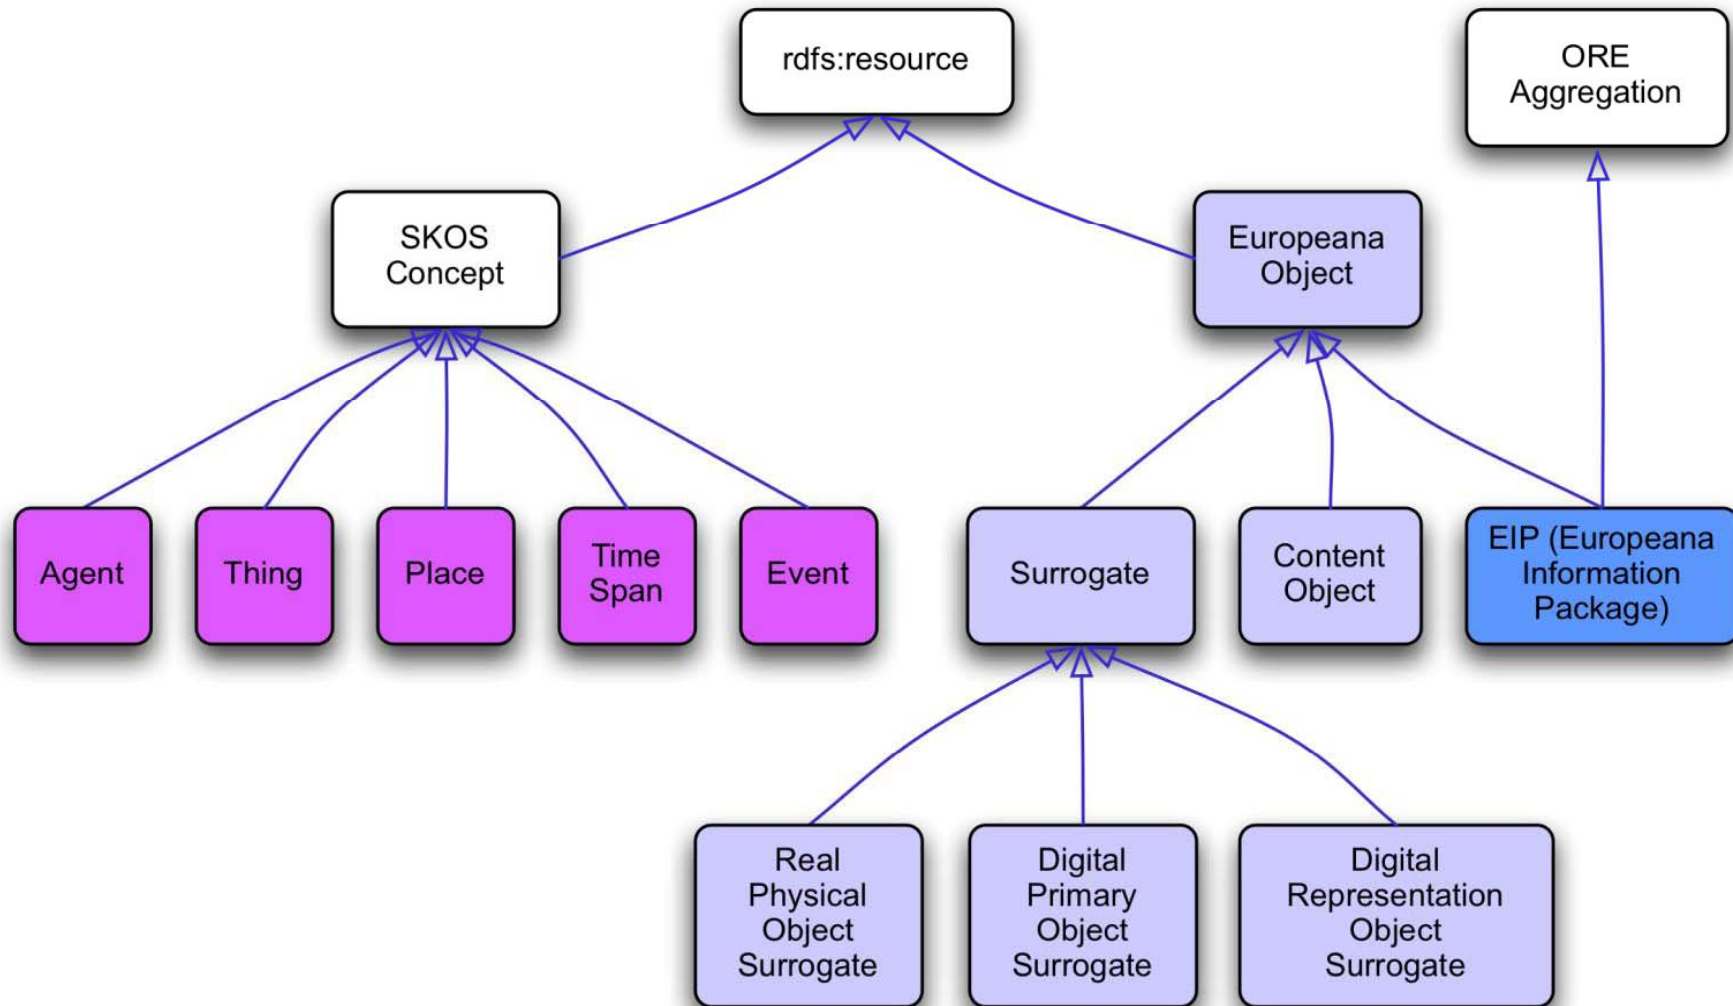 rdfs:resource
ORE
Aggregation
SKOS
Concept
Europeana
Object
Agent
Thing
Place
Time
Span
Event
Surrogate
Content
Object
EIP (Europeana
Information
Package)
Real
Physical
Object
Surrogate
Digital
Primary
Object
Surrogate
Digital
Representation
Object
Surrogate